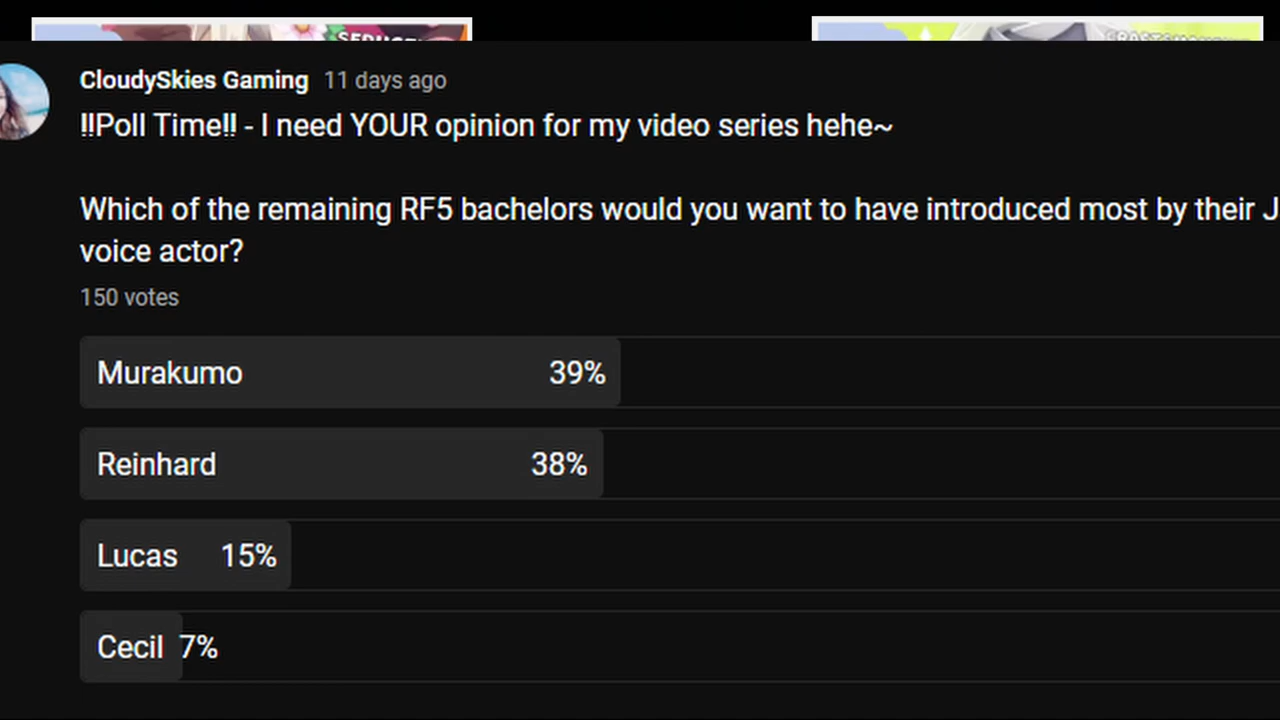 CloudySkies Gaming 11 days ago
!!Poll Time!! - I need YOUR opinion for my video series hehe~
Which of the remaining RF5 bachelors would you want to have introduced most by their J
voice actor?
150 votes
Murakumo 39%
Reinhard 38%
Lucas 15%
Cecil 7%